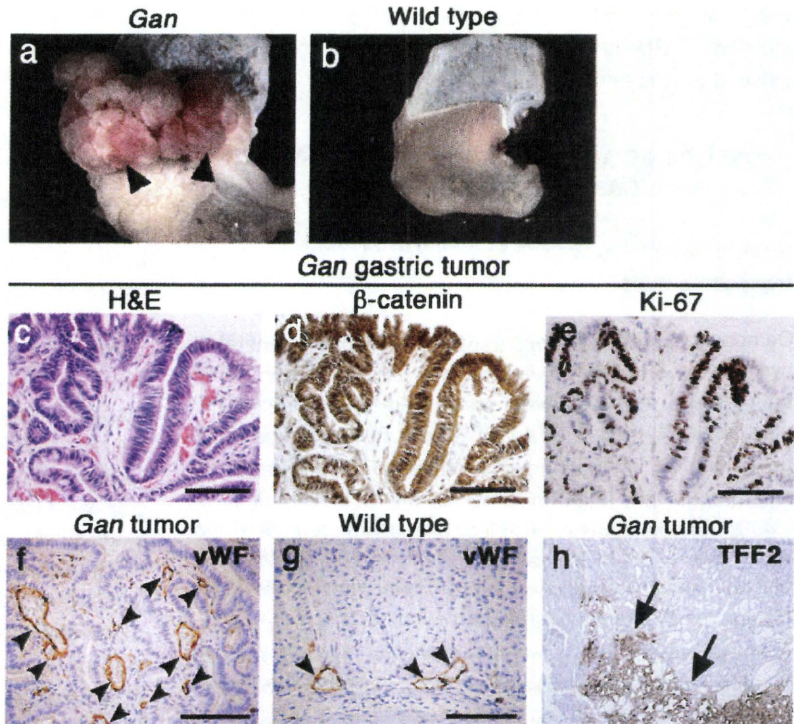 Gan Wild type
a b
Gan gastric tumor
H&E β-catenin Ki-67
c d e
Gan tumor Wild type Gan tumor
f vWF g vWF h TFF2